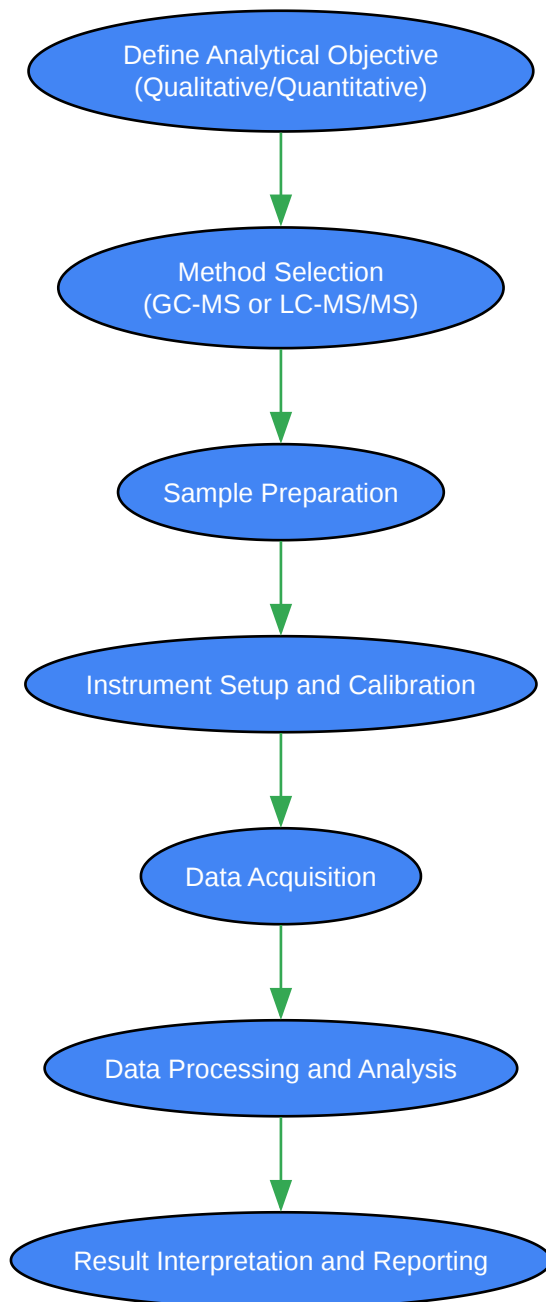 Define Analytical Objective
(Qualitative/Quantitative)
Method Selection
(GC-MS or LC-MS/MS)
Sample Preparation
Instrument Setup and Calibration
Data Acquisition
Data Processing and Analysis
Result Interpretation and Reporting